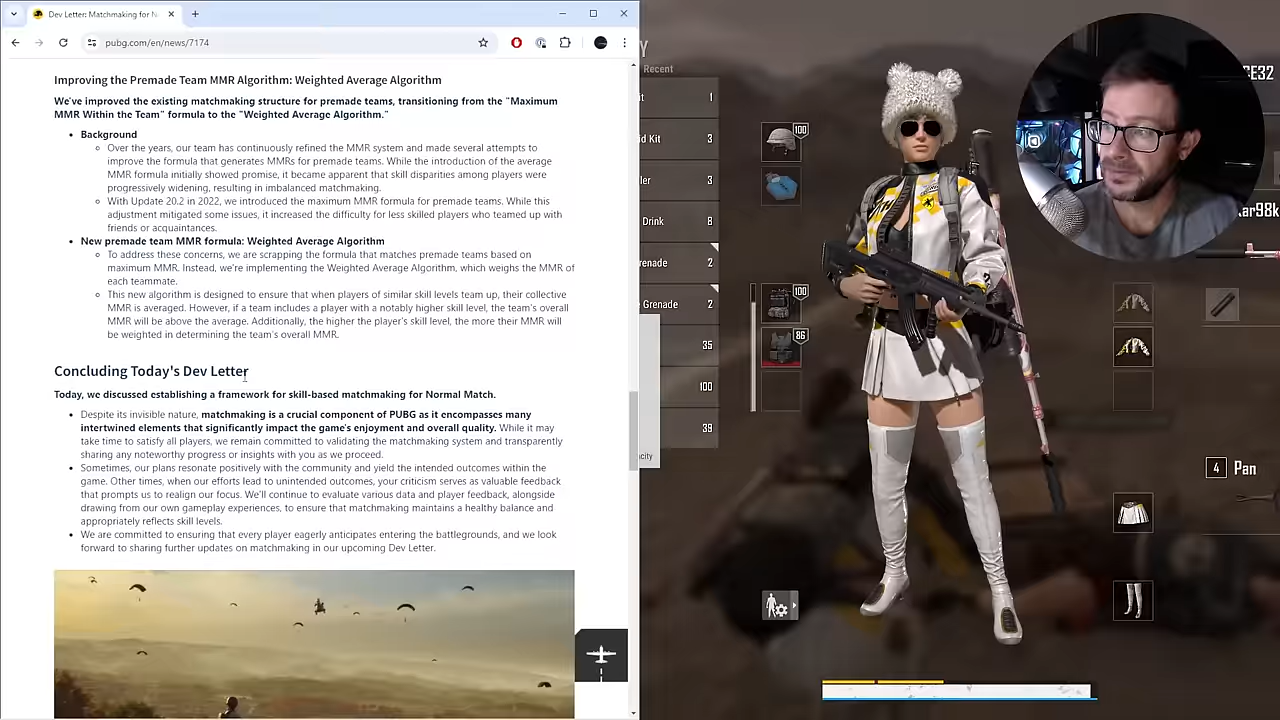 Dev Letter: Matchmaking for N
pubg.com/en/news/7174
Improving the Premade Team MMR Algorithm: Weighted Average Algorithm
We've improved the existing matchmaking structure for premade teams, transitioning from the "Maximum
MMR Within the Team" formula to the "Weighted Average Algorithm."
Background
Over the years, our team has continuously refined the MMR system and made several attempts to
improve the formula that generates MMRs for premade teams. While the introduction of the average
MMR formula initially showed promise, it became apparent that skill disparities among players were
progressively widening, resulting in imbalanced matchmaking.
With Update 20.2 in 2022, we introduced the maximum MMR formula for premade teams. While this
adjustment mitigated some issues, it increased the difficulty for less skilled players who teamed up with
friends or acquaintances.
New premade team MMR formula: Weighted Average Algorithm
To address these concerns, we are scrapping the formula that matches premade teams based on
maximum MMR. Instead, we're implementing the Weighted Average Algorithm, which weighs the MMR of
each teammate.
This new algorithm is designed to ensure that when players of similar skill levels team up, their collective
MMR is averaged. However, if a team includes a player with a notably higher skill level, the team's overall
MMR will be above the average. Additionally, the higher the player's skill level, the more their MMR will
be weighted in determining the team's overall MMR.
Concluding Today's Dev Letter
Today, we discussed establishing a framework for skill-based matchmaking for Normal Match.
Despite its invisible nature, matchmaking is a crucial component of PUBG as it encompasses many
intertwined elements that significantly impact the game's enjoyment and overall quality. While it may
take time to satisfy all players, we remain committed to validating the matchmaking system and transparently
sharing any noteworthy progress or insights with you as we proceed.
Sometimes, our plans resonate positively with the community and yield the intended outcomes within the
game. Other times, when our efforts lead to unintended outcomes, your criticism serves as valuable feedback
that prompts us to realign our focus. We'll continue to evaluate various data and player feedback, alongside
drawing from our own gameplay experiences, to ensure that matchmaking maintains a healthy balance and
appropriately reflects skill levels.
We are committed to ensuring that every player eagerly anticipates entering the battlegrounds, and we look
forward to sharing further updates on matchmaking in our upcoming Dev Letter.
Y
Recent
t 1
id Kit 3
ler 3
Drink 8
enade 2
Grenade 2
35
100
39
acity
100
100
86
CE32
Kar98k
4 Pan